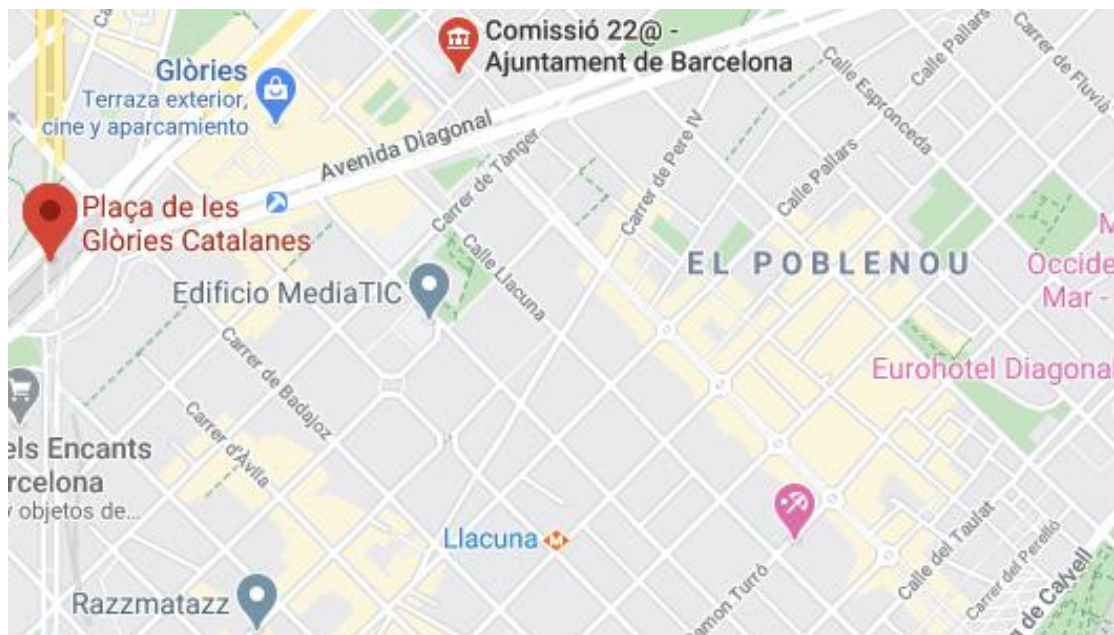 Comissió 22@ -
Ajuntament de Barcelona
Glòries
Terraza exterior,
cine y aparcamiento
Avenida Diagonal
Carrer de Tànger
Carrer de Pere IV
Calle Espronceda
Calle Pallars
Carrer de Fluvià
Calle Pallars
Plaça de les
Glòries Catalanes
Calle Llacuna
EL POBLENOU
M
Occide
Mar -
Edificio MediaTIC
Carrer de Badajoz
Eurohotel Diagonal
Carrer d'Àvila
els Encants
rcelona
y objetos de...
Llacuna
M
Calle del Taulat
Carrer del Perelló
de Calvell
amon Turró
Razzmatazz